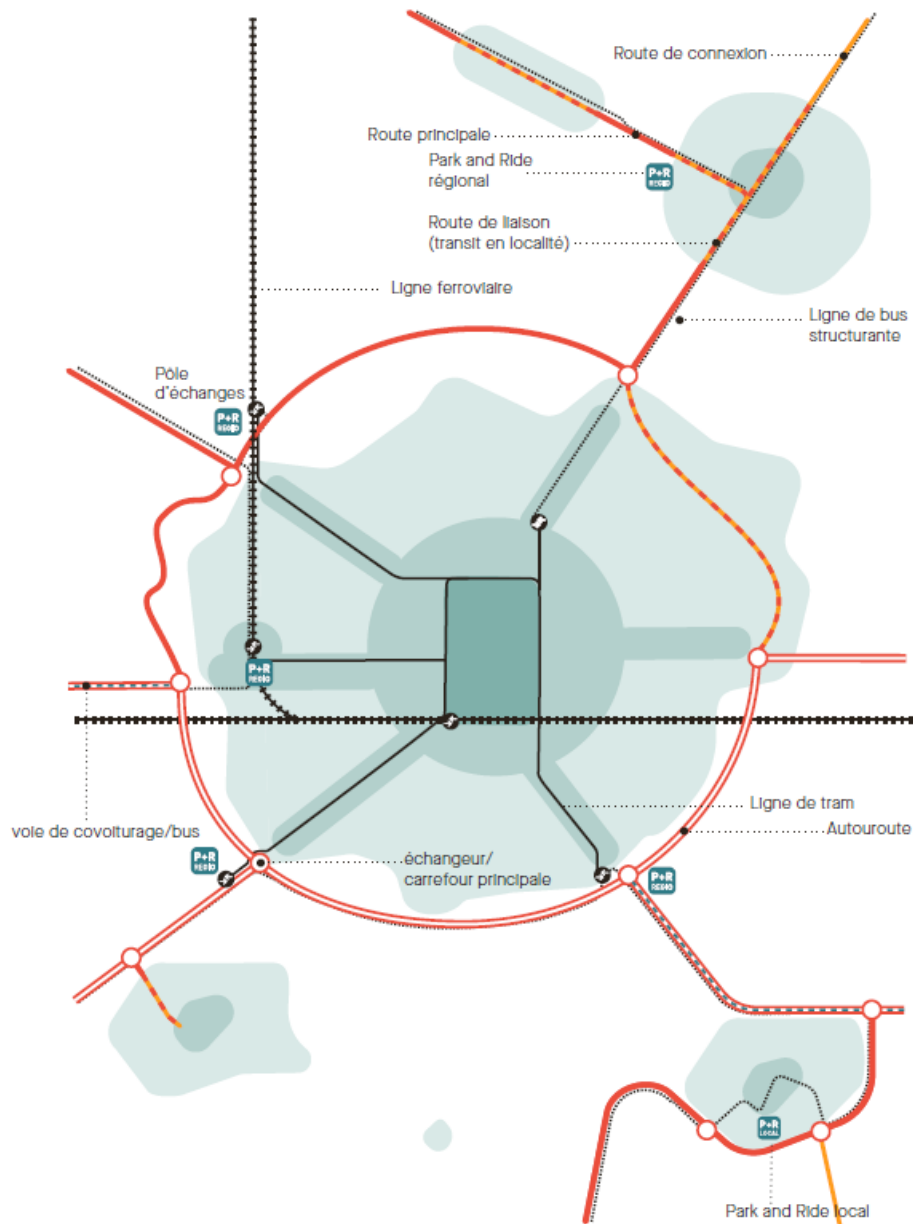 Route de connexion
Route principale
Park and Ride
régional
P+R
REGIO
Route de liaison
(transit en localité)
Ligne ferroviaire
Ligne de bus
structurante
Pôle
d'échanges
P+R
REGIO
P+R
REGIO
voie de covoiturage/bus
Ligne de tram
Autouroute
P+R
REGIO
échangeur/
carrefour principale
P+R
REGIO
P+R
LOCAL
Park and Ride local